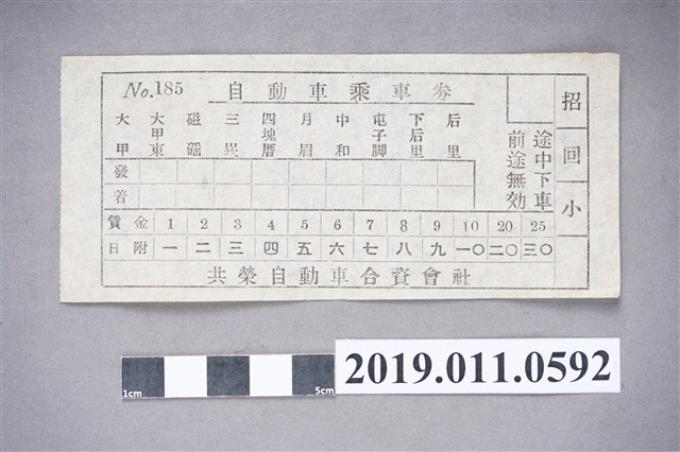 No.185 自動車乘車券
大甲 大甲東 磁磘 三崁 四塊厝 月眉 中和 屯子脚 下后里 后里
途中下車
前途無効
招
回
小
發
着
賃金 1 2 3 4 5 6 7 8 9 10 20 25
日附 一 二 三 四 五 六 七 八 九 一〇 二〇 三〇
共榮自動車合資會社
1cm 5cm
2019.011.0592